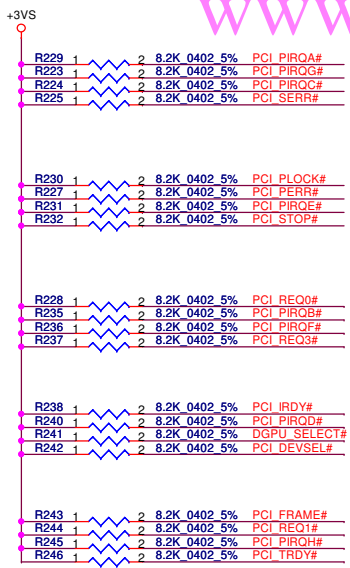 WWW
+3VS
R229 1 2 8.2K_0402_5% PCI_PIRQA#
R223 1 2 8.2K_0402_5% PCI_PIRQG#
R224 1 2 8.2K_0402_5% PCI_PIRQC#
R225 1 2 8.2K_0402_5% PCI_SERR#
R230 1 2 8.2K_0402_5% PCI_PLOCK#
R227 1 2 8.2K_0402_5% PCI_PERR#
R231 1 2 8.2K_0402_5% PCI_PIRQE#
R232 1 2 8.2K_0402_5% PCI_STOP#
R228 1 2 8.2K_0402_5% PCI_REQ0#
R235 1 2 8.2K_0402_5% PCI_PIRQB#
R236 1 2 8.2K_0402_5% PCI_PIRQF#
R237 1 2 8.2K_0402_5% PCI_REQ3#
R238 1 2 8.2K_0402_5% PCI_IRDY#
R240 1 2 8.2K_0402_5% PCI_PIRQD#
R241 1 2 8.2K_0402_5% DGPU_SELECT#
R242 1 2 8.2K_0402_5% PCI_DEVSEL#
R243 1 2 8.2K_0402_5% PCI_FRAME#
R244 1 2 8.2K_0402_5% PCI_REQ1#
R245 1 2 8.2K_0402_5% PCI_PIRQH#
R246 1 2 8.2K_0402_5% PCI_TRDY#